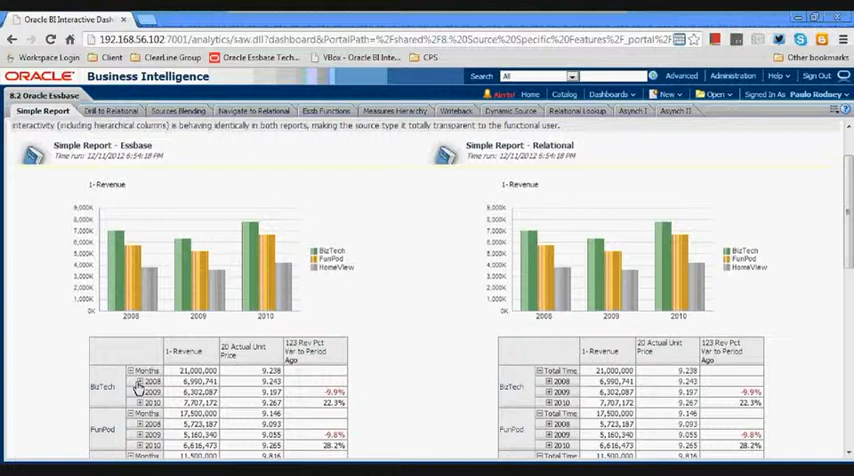 Oracle BI Interactive Dash
192.168.56.102:7001/analytics/saw.dll?dashboard&PortalPath=%2Fshared%2F8.%20Source%20Specific%20Features%2F_portal%
Workspace Login
Client
ClearLine Group
Oracle Essbase Tech...
VBox - Oracle BI Inte...
CPS
Other bookmarks
ORACLE
Business Intelligence
Search
All
Advanced
Administration
Help
Sign Out
8.2 Oracle Essbase
Alerts!
Home
Catalog
Dashboards
New
Open
Signed In As Paulo Rodney
Simple Report
Drill to Relational
Sources Blending
Navigate to Relational
Essb Functions
Measures Hierarchy
Writeback
Dynamic Source
Relational Lookup
Asynch I
Asynch II
interactivity (including hierarchical columns) is behaving identically in both reports, making the source type it totally transparent to the functional user.
Simple Report - Essbase
Time run: 12/11/2012 6:54:18 PM
1- Revenue
9,000K
8,000K
7,000K
6,000K
5,000K
4,000K
3,000K
2,000K
1,000K
0K
2008 2009 2010
BizTech
FunPod
HomeView
1- Revenue
20 Actual Unit Price
123 Rev Pct Var to Period Ago
BizTech
Months 21,000,000 9.238
2008 6,990,741 9.243
2009 6,302,087 9.197 -9.9%
2010 7,707,172 9.267 22.3%
FunPod
Months 17,500,000 9.146
2008 5,723,187 9.093
2009 5,160,340 9.055 -9.8%
2010 6,616,473 9.265 28.2%
Months 11,500,000 9.816
Simple Report - Relational
Time run: 12/11/2012 6:54:18 PM
1- Revenue
9,000K
8,000K
7,000K
6,000K
5,000K
4,000K
3,000K
2,000K
1,000K
0K
2008 2009 2010
BizTech
FunPod
HomeView
1- Revenue
20 Actual Unit Price
123 Rev Pct Var to Period Ago
BizTech
Total Time 21,000,000 9.238
2008 6,990,741 9.243
2009 6,302,087 9.197 -9.9%
2010 7,707,172 9.267 22.3%
FunPod
Total Time 17,500,000 9.146
2008 5,723,187 9.093
2009 5,160,340 9.055 -9.8%
2010 6,616,473 9.265 28.2%
Total Time 11,500,000 9.816